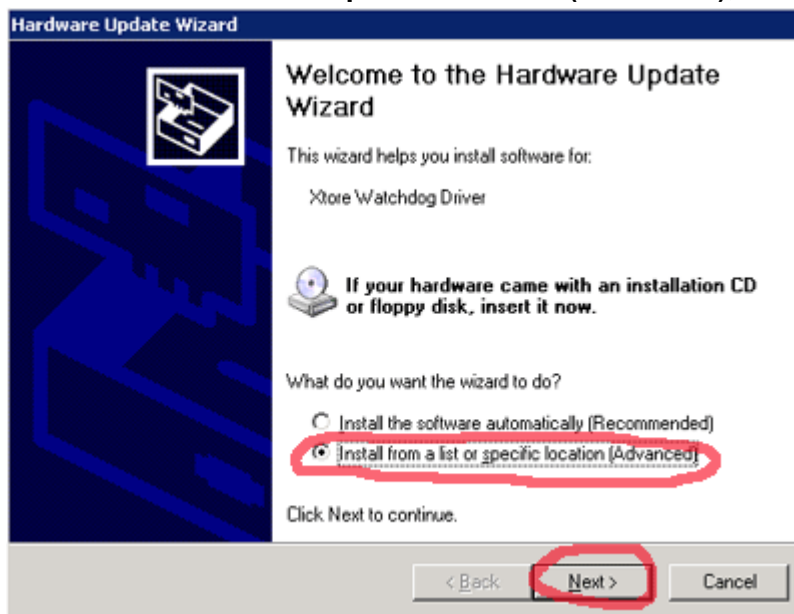 Hardware Update Wizard
Welcome to the Hardware Update
Wizard
This wizard helps you install software for:
Xtore Watchdog Driver
If your hardware came with an installation CD
or floppy disk, insert it now.
What do you want the wizard to do?
Install the software automatically (Recommended)
Install from a list or specific location (Advanced)
Click Next to continue.
< Back
Next >
Cancel